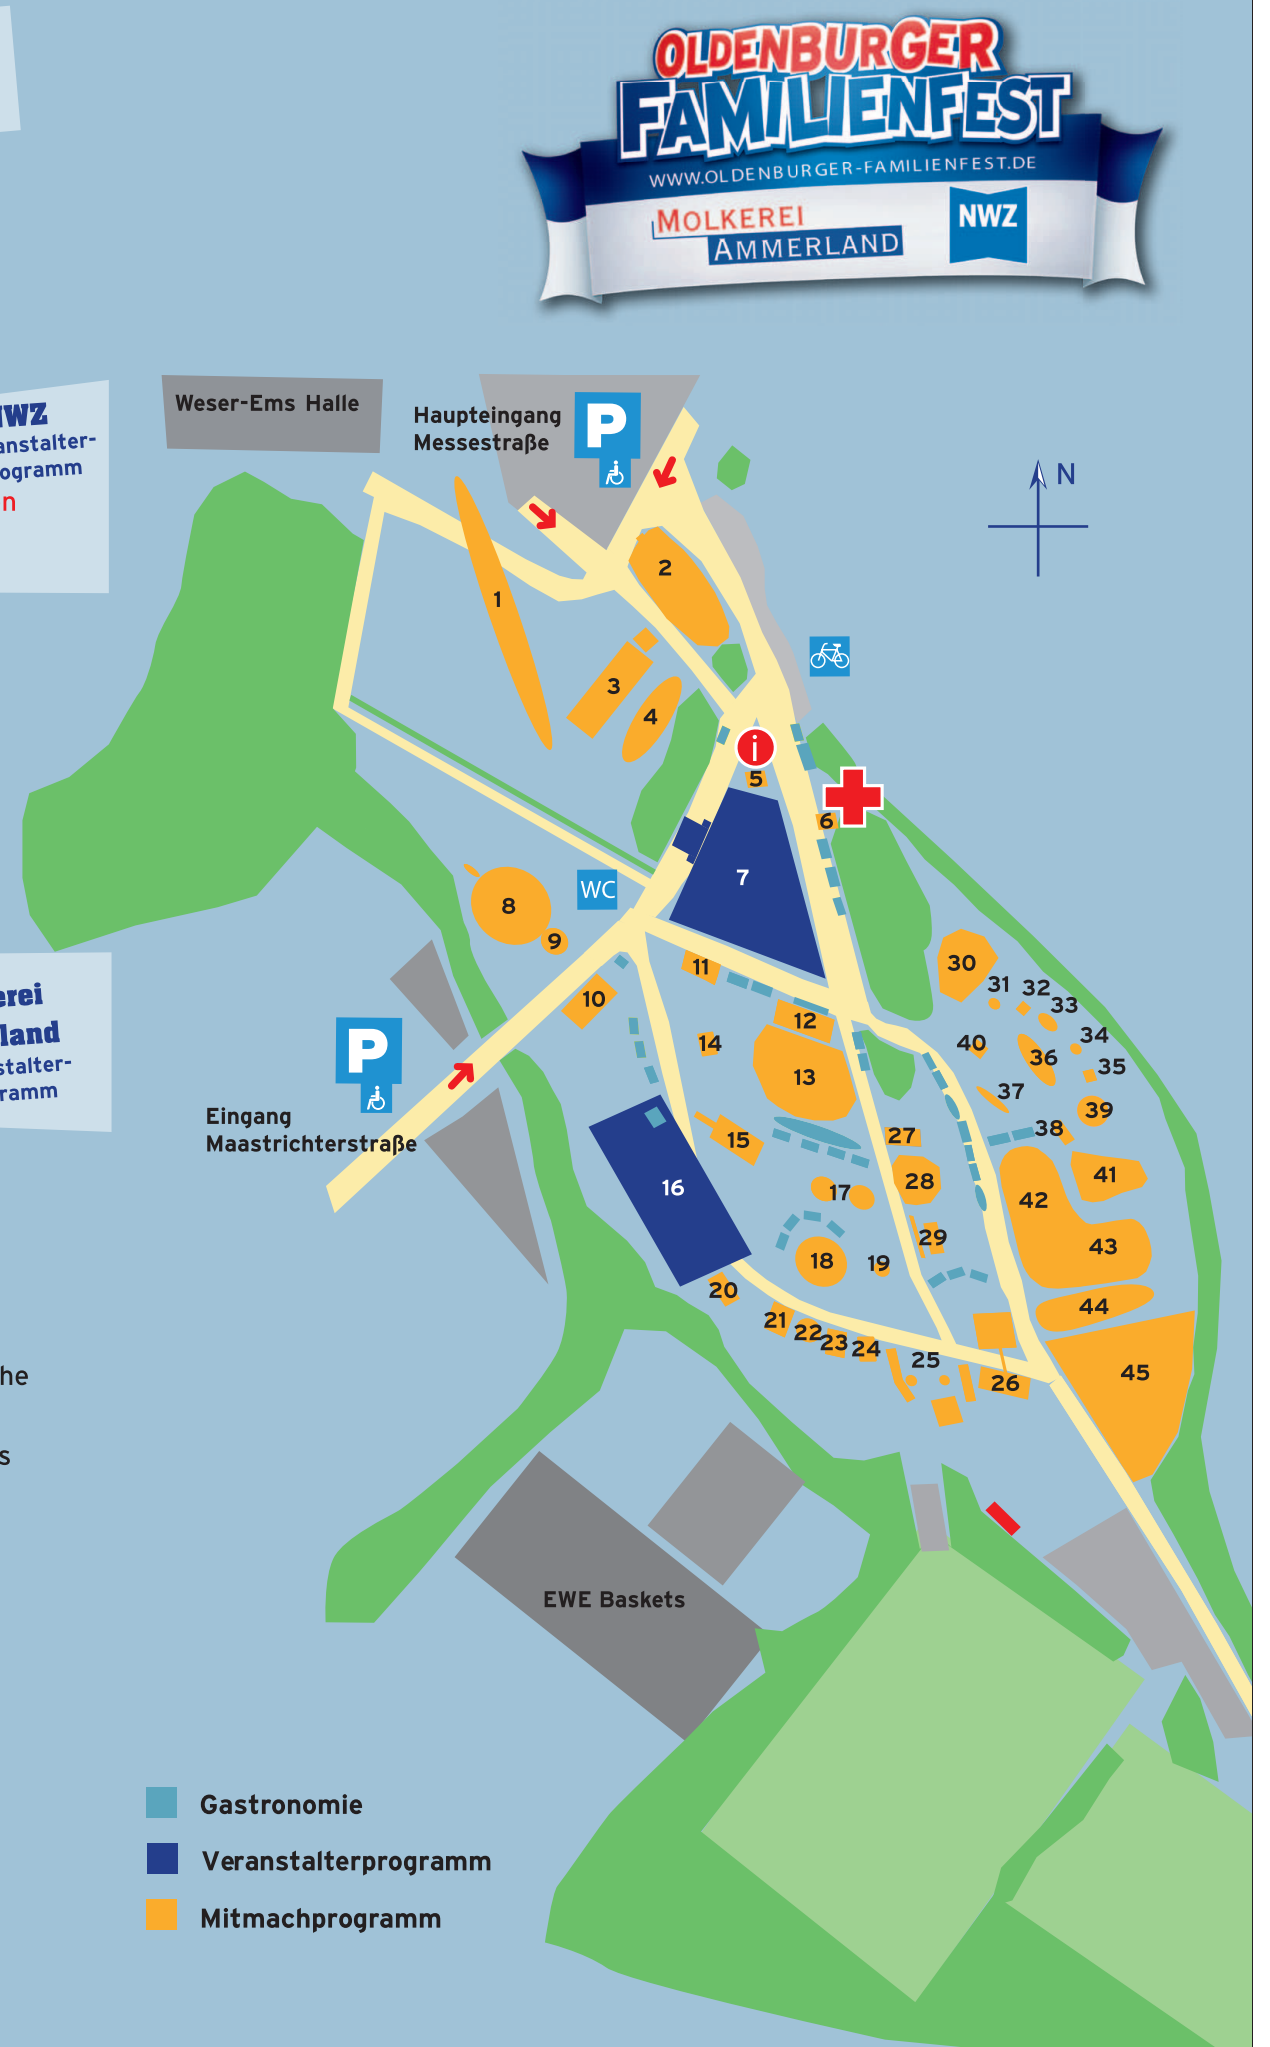 OLDENBURGER
FAMILIENFEST
WWW.OLDENBURGER-FAMILIENFEST.DE
MOLKEREI
AMMERLAND
NWZ
Weser-Ems Halle
Haupteingang
Messestraße
P
N
NWZ
anstalter-
ogramm
n
1
2
3
4
i
5
6
7
WC
8
9
10
11
12
13
14
15
16
17
18
19
20
21
22
23
24
25
26
27
28
29
30
31
32
33
34
35
36
37
38
39
40
41
42
43
44
45
erei
land
stalter-
ramm
P
Eingang
Maastrichterstraße
he
s
EWE Baskets
Gastronomie
Veranstalterprogramm
Mitmachprogramm